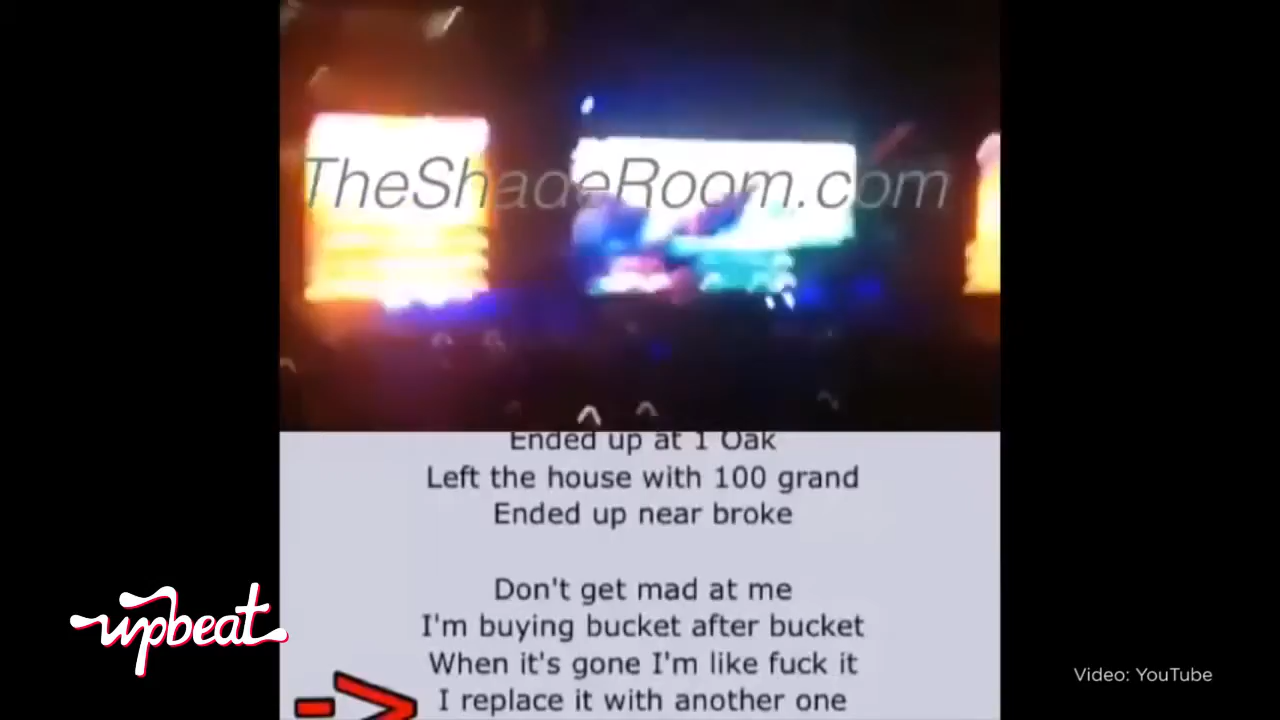 TheShadeRoom.com
Ended up at 1 Oak
Left the house with 100 grand
Ended up near broke
Don't get mad at me
I'm buying bucket after bucket
When it's gone I'm like fuck it
I replace it with another one
upbeat
Video: YouTube